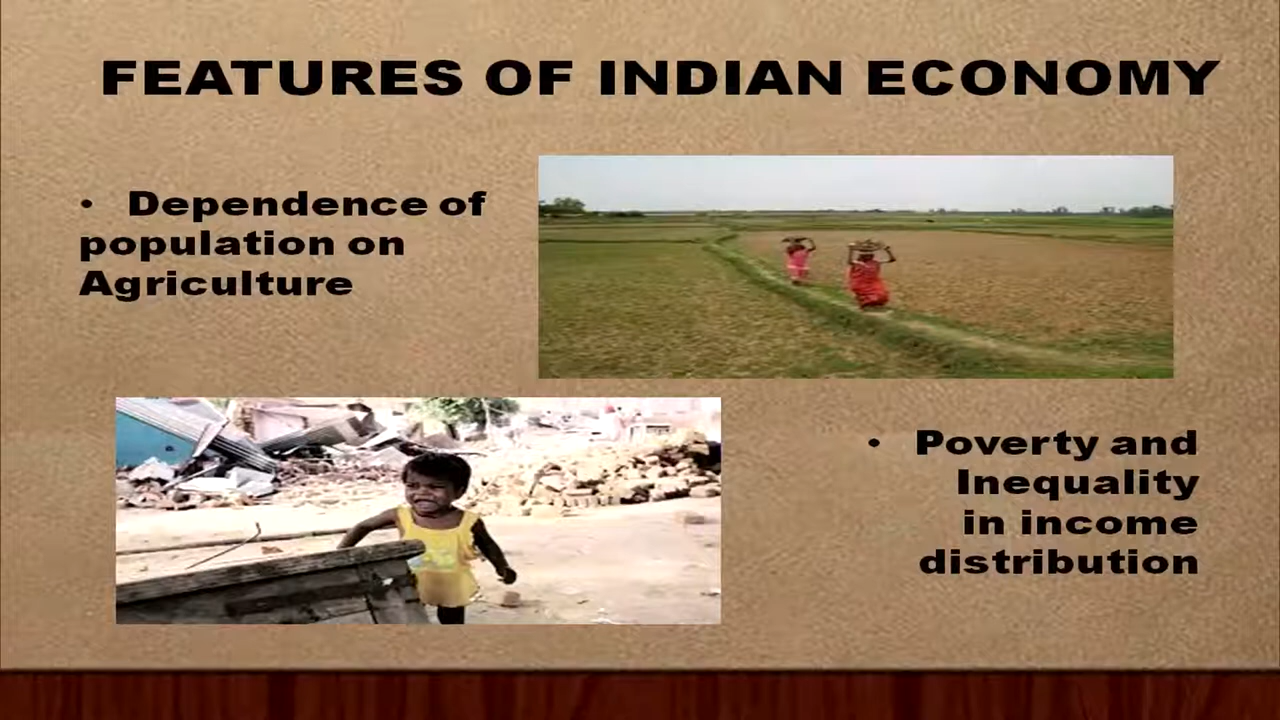 FEATURES OF INDIAN ECONOMY
• Dependence of
population on
Agriculture
• Poverty and
Inequality
in income
distribution